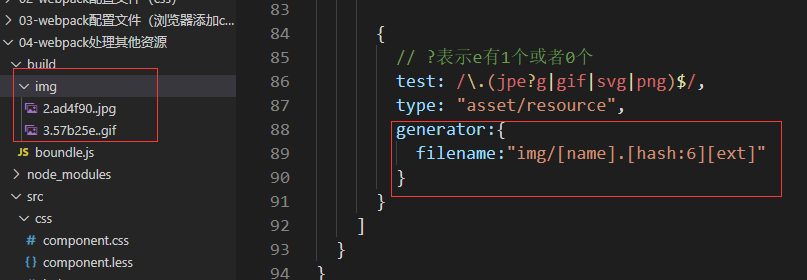 02-webpack配置文件（css）
03-webpack配置文件（浏览器添加c...
04-webpack处理其他资源
build
img
2.ad4f90..jpg
3.57b25e..gif
JS boundle.js
node_modules
src
css
# component.css
{} component.less
83
84 {
85 // ?表示e有1个或者0个
86 test: /\.(jpe?g|gif|svg|png)$/,
87 type: "asset/resource",
88 generator:{
89 filename:"img/[name].[hash:6][ext]"
90 }
91 }
92 ]
93 }
94 }